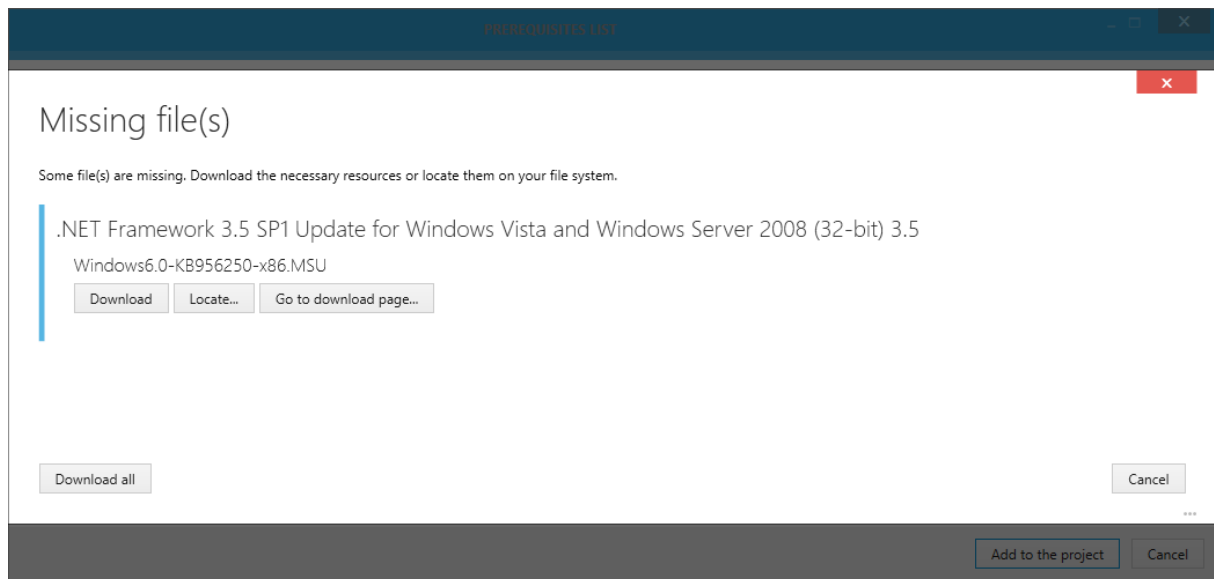 PREREQUISITES LIST
Missing file(s)
Some file(s) are missing. Download the necessary resources or locate them on your file system.
.NET Framework 3.5 SP1 Update for Windows Vista and Windows Server 2008 (32-bit) 3.5
Windows6.0-KB956250-x86.MSU
Download Locate... Go to download page...
Download all Cancel
Add to the project Cancel